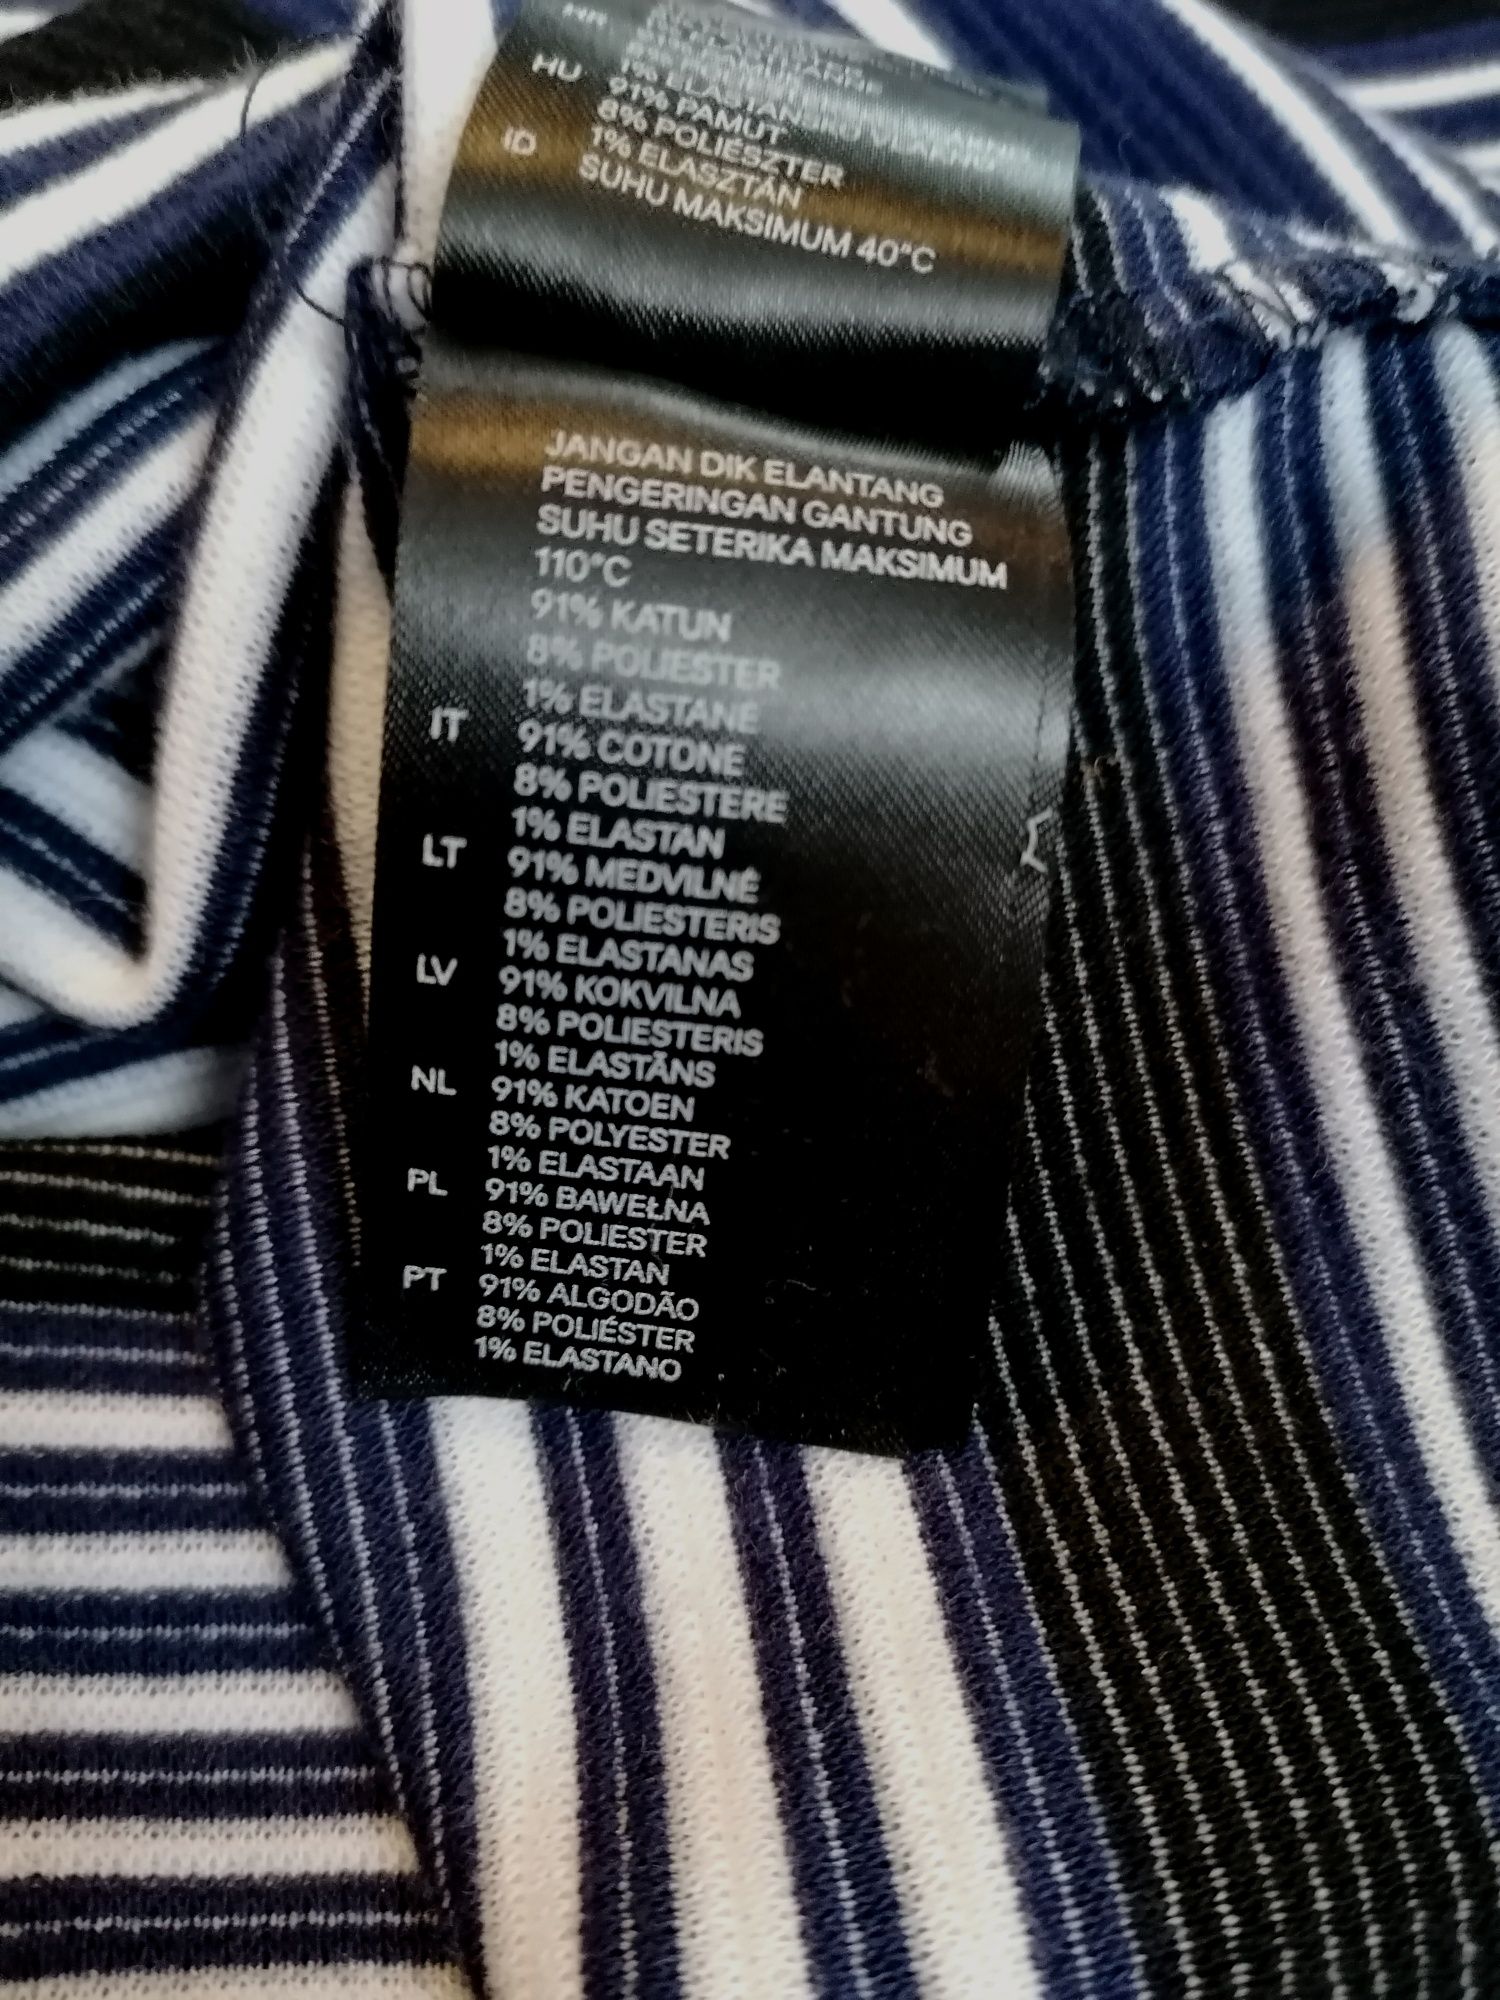 HR
1% ELASTAN
HU 91% PAMUT
8% POLIÉSZTER
1% ELASZTÁN
ID SUHU MAKSIMUM 40°C
JANGAN DIK ELANTANG
PENGERINGAN GANTUNG
SUHU SETERIKA MAKSIMUM
110°C
91% KATUN
8% POLIESTER
1% ELASTANE
IT 91% COTONE
8% POLIESTERE
1% ELASTAN
LT 91% MEDVILNĖ
8% POLIESTERIS
1% ELASTANAS
LV 91% KOKVILNA
8% POLIESTERIS
1% ELASTĀNS
NL 91% KATOEN
8% POLYESTER
1% ELASTAAN
PL 91% BAWEŁNA
8% POLIESTER
1% ELASTAN
PT 91% ALGODÃO
8% POLIÉSTER
1% ELASTANO